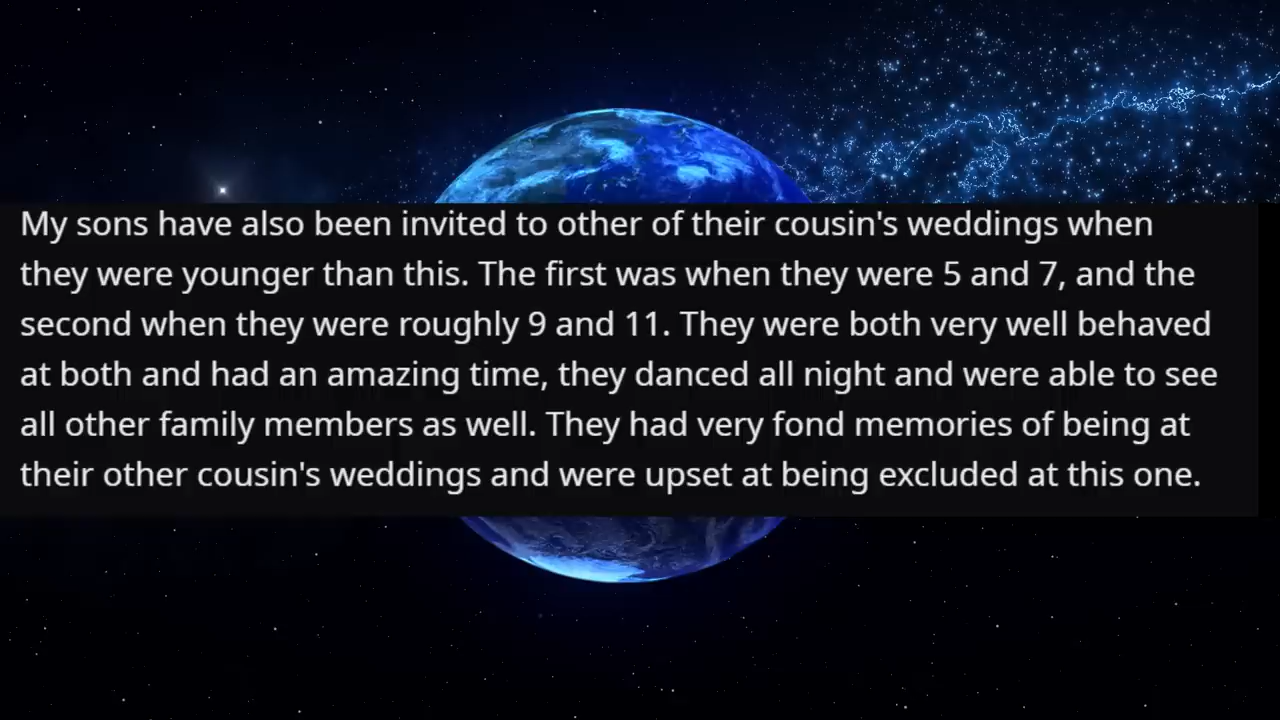 My sons have also been invited to other of their cousin's weddings when
they were younger than this. The first was when they were 5 and 7, and the
second when they were roughly 9 and 11. They were both very well behaved
at both and had an amazing time, they danced all night and were able to see
all other family members as well. They had very fond memories of being at
their other cousin's weddings and were upset at being excluded at this one.